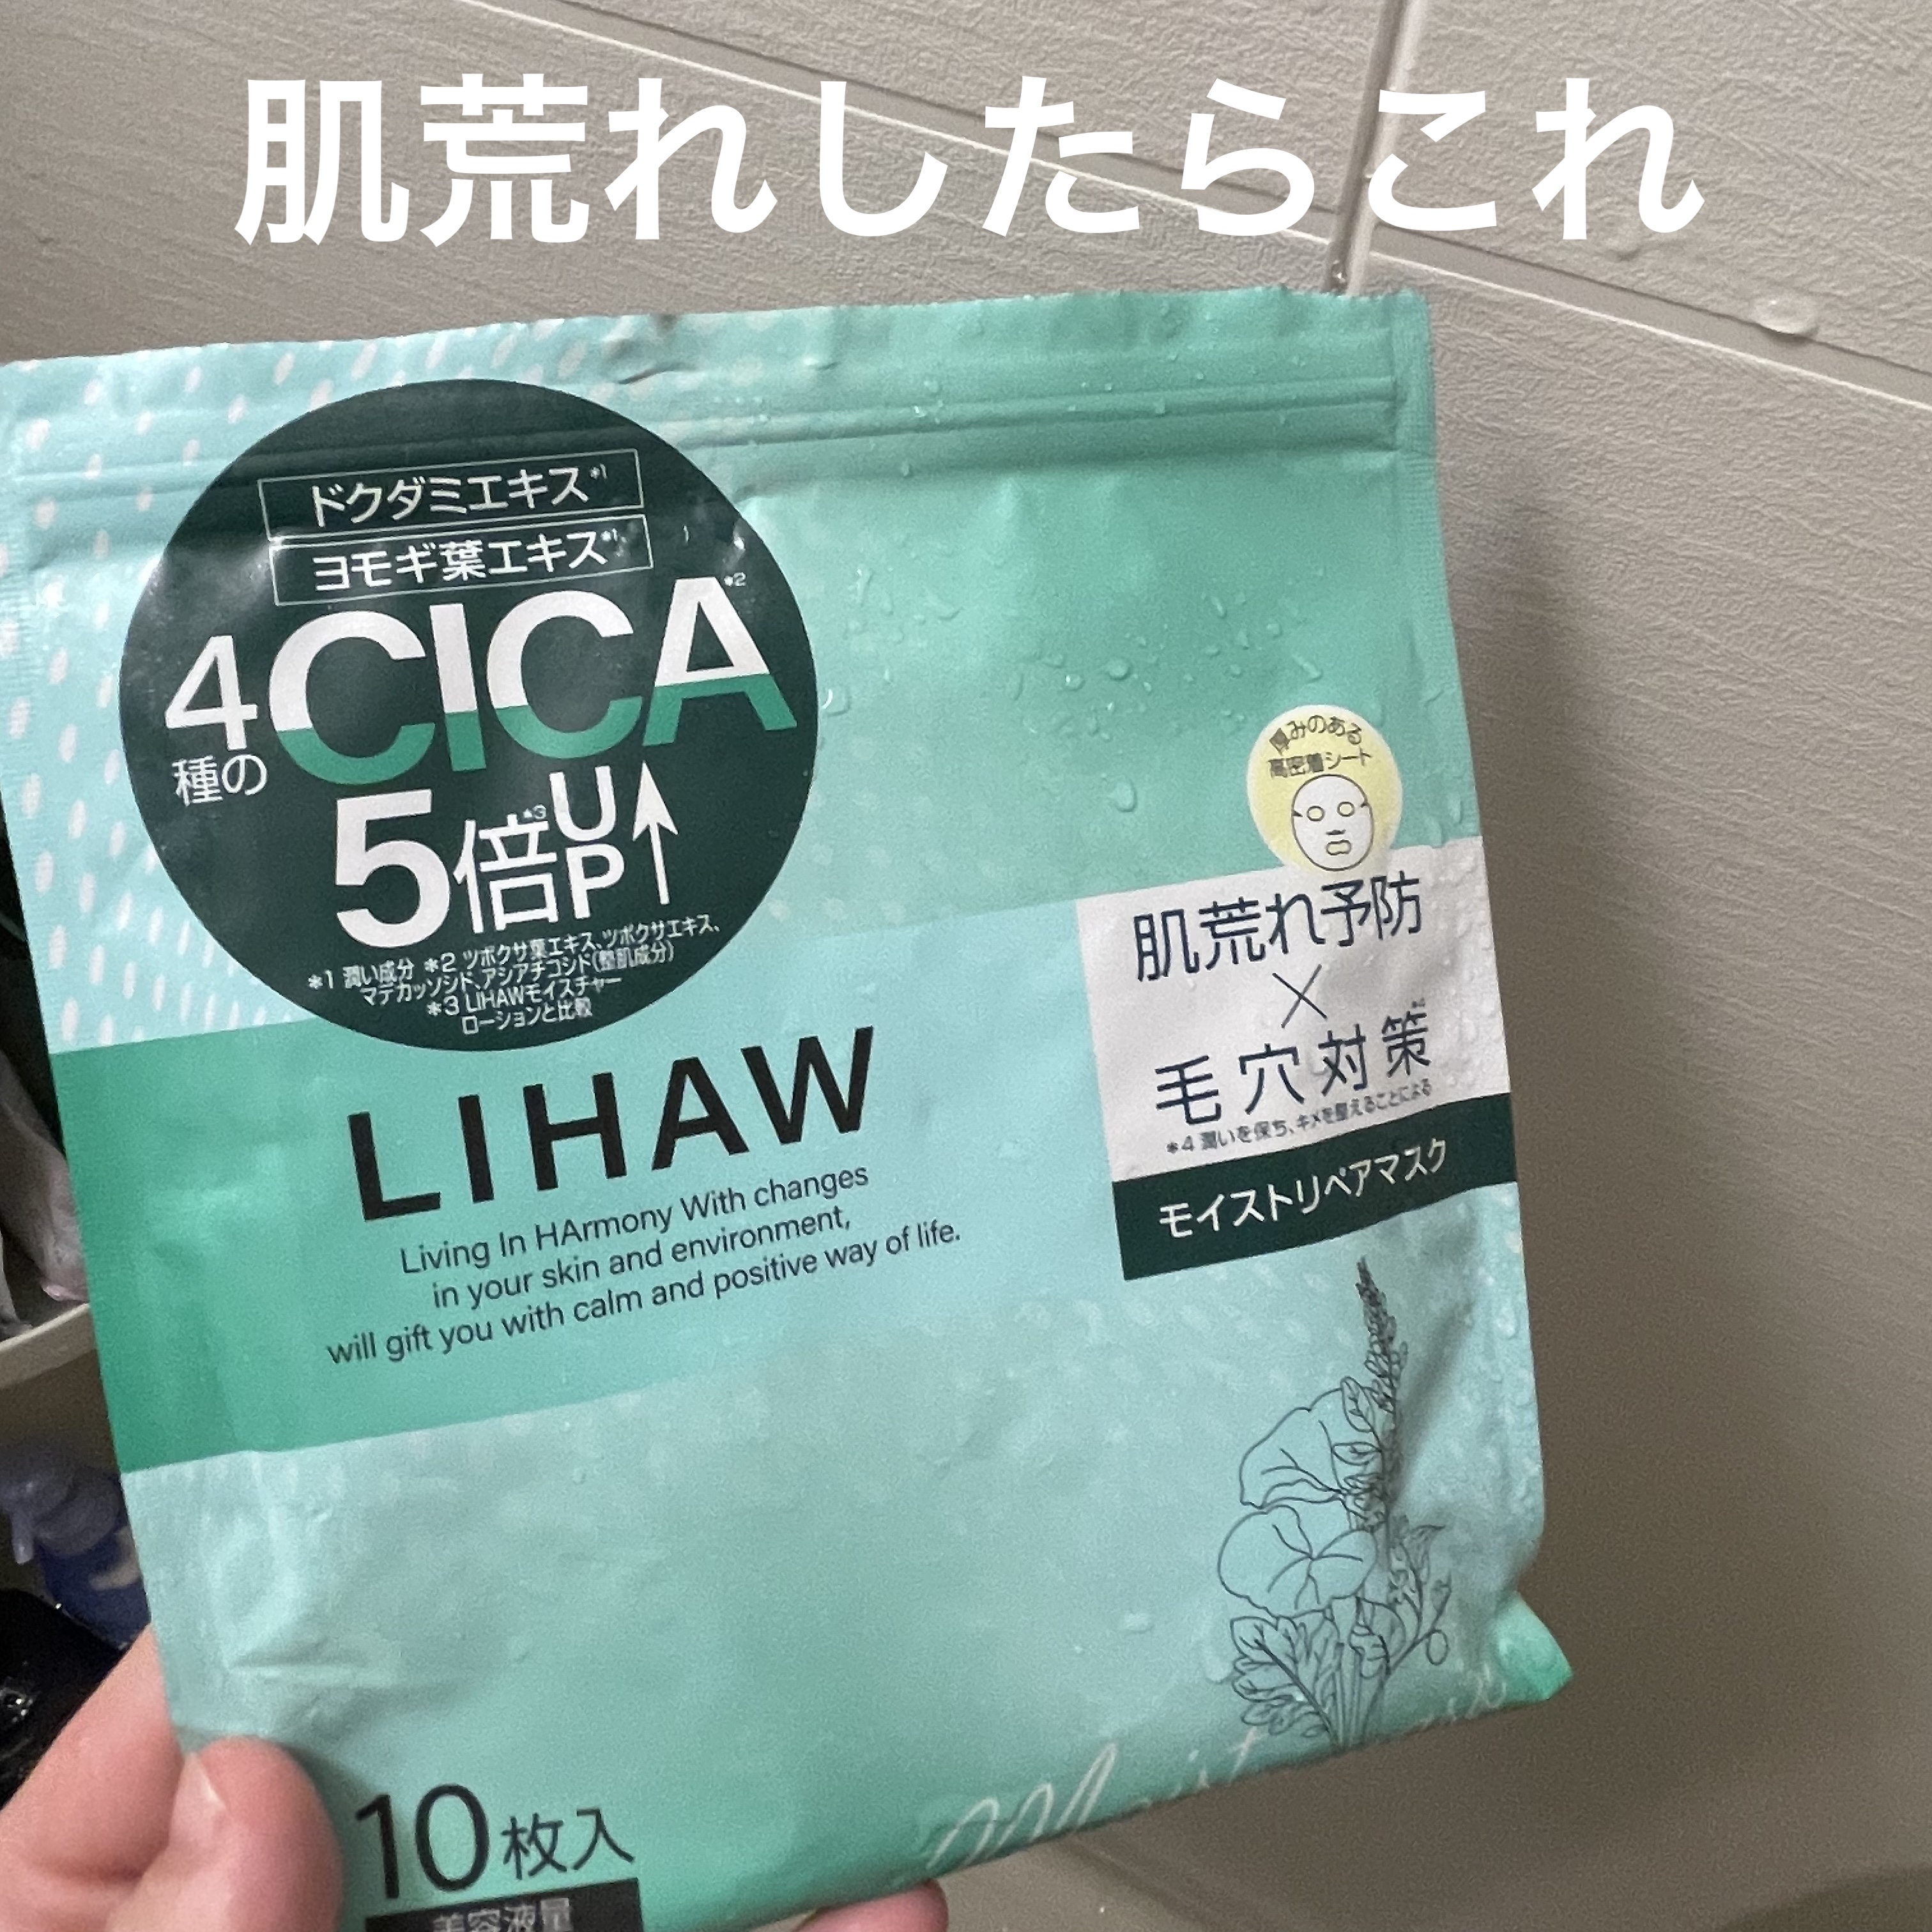 肌荒れしたらこれ
ドクダミエキス*1
ヨモギ葉エキス*1
4種のCICA*2
5倍*3UP↑
*1 潤い成分 *2 ツボクサ葉エキス、ツボクサエキス、
マデカッソシド、アシアチコシド(整肌成分)
*3 LIHAWモイスチャー
ローションと比較
厚みのある
高密着シート
肌荒れ予防
×
毛穴対策*4
*4 潤いを保ち、キメを整えることによる
モイストリペアマスク
LIHAW
Living In HArmony With changes
in your skin and environment,
will gift you with calm and positive way of life.
10枚入
美容液量